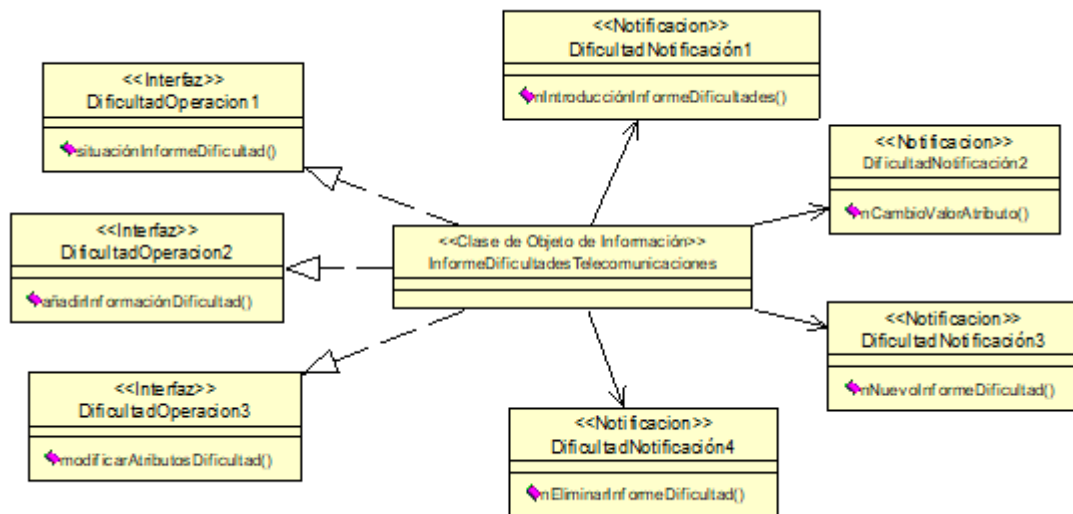 <<Notificacion>>
DificultadNotificación1
nIntroducciónInformeDificultades()
<<Interfaz>>
DificultadOperacion1
situaciónInformeDificultad()
<<Notificacion>>
DificultadNotificación2
nCambioValorAtributo()
<<Interfaz>>
DificultadOperacion2
añadirInformaciónDificultad()
<<Clase de Objeto de Información>>
InformeDificultadesTelecomunicaciones
<<Notificacion>>
DificultadNotificación3
nNuevoInformeDificultad()
<<Interfaz>>
DificultadOperacion3
modificarAtributosDificultad()
<<Notificacion>>
DificultadNotificación4
nEliminarInformeDificultad()